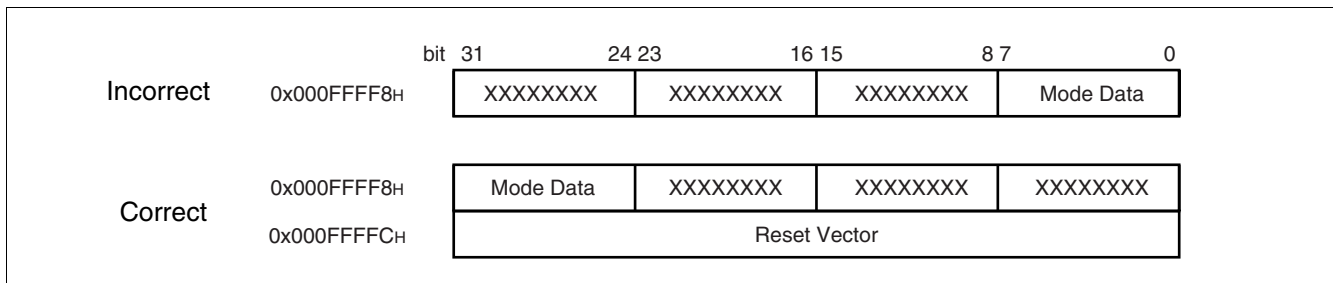 bit 31 24 23 16 15 8 7 0
Incorrect 0x000FFFF8H XXXXXXXX XXXXXXXX XXXXXXXX Mode Data
0x000FFFF8H Mode Data XXXXXXXX XXXXXXXX XXXXXXXX
Correct
0x000FFFFCH Reset Vector